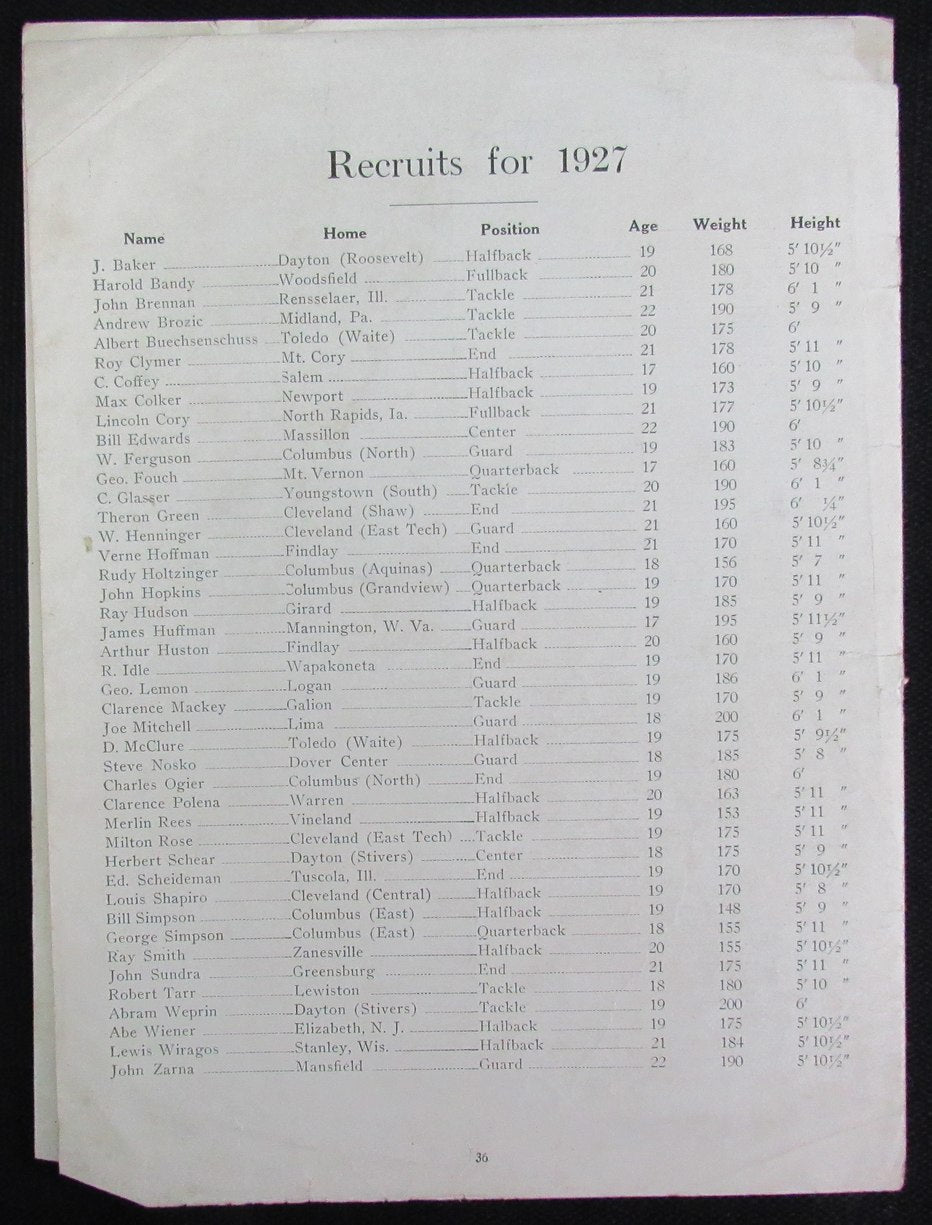 Recruits for 1927
Name Home Position Age Weight Height
J. Baker Dayton (Roosevelt) Halfback 19 168 5' 10½"
Harold Bandy Woodsfield Fullback 20 180 5' 10 "
John Brennan Rensselaer, Ill. Tackle 21 178 6' 1 "
Andrew Brozic Midland, Pa. Tackle 22 190 5' 9 "
Albert Buechsenschuss Toledo (Waite) Tackle 20 175 6'
Roy Clymer Mt. Cory End 21 178 5' 11 "
C. Coffey Salem Halfback 17 160 5' 10 "
Max Colker Newport Halfback 19 173 5' 9 "
Lincoln Cory North Rapids, Ia. Fullback 21 177 5' 10½"
Bill Edwards Massillon Center 22 190 6'
W. Ferguson Columbus (North) Guard 19 183 5' 10 "
Geo. Fouch Mt. Vernon Quarterback 17 160 5' 8¾"
C. Glasser Youngstown (South) Tackle 20 190 6' 1 "
Theron Green Cleveland (Shaw) End 21 195 6' ¼"
W. Henninger Cleveland (East Tech) Guard 21 160 5' 10½"
Verne Hoffman Findlay End 21 170 5' 11 "
Rudy Holtzinger Columbus (Aquinas) Quarterback 18 156 5' 7 "
John Hopkins Columbus (Grandview) Quarterback 19 170 5' 11 "
Ray Hudson Girard Halfback 19 185 5' 9 "
James Huffman Mannington, W. Va. Guard 17 195 5' 11½"
Arthur Huston Findlay Halfback 20 160 5' 9 "
R. Idle Wapakoneta End 19 170 5' 11 "
Geo. Lemon Logan Guard 19 186 6' 1 "
Clarence Mackey Galion Tackle 19 170 5' 9 "
Joe Mitchell Lima Guard 18 200 6' 1 "
D. McClure Toledo (Waite) Halfback 19 175 5' 9½"
Steve Nosko Dover Center Guard 18 185 5' 8 "
Charles Ogier Columbus (North) End 19 180 6'
Clarence Polena Warren Halfback 20 163 5' 11 "
Merlin Rees Vineland Halfback 19 153 5' 11 "
Milton Rose Cleveland (East Tech) Tackle 19 175 5' 11 "
Herbert Schear Dayton (Stivers) Center 18 175 5' 9 "
Ed. Scheideman Tuscola, Ill. End 19 170 5' 10½"
Louis Shapiro Cleveland (Central) Halfback 19 170 5' 8 "
Bill Simpson Columbus (East) Halfback 19 148 5' 9 "
George Simpson Columbus (East) Quarterback 18 155 5' 11 "
Ray Smith Zanesville Halfback 20 155 5' 10½"
John Sundra Greensburg End 21 175 5' 11 "
Robert Tarr Lewiston Tackle 18 180 5' 10 "
Abram Weprin Dayton (Stivers) Tackle 19 200 6'
Abe Wiener Elizabeth, N. J. Halback 19 175 5' 10½"
Lewis Wiragos Stanley, Wis. Halfback 21 184 5' 10½"
John Zarna Mansfield Guard 22 190 5' 10½"
36